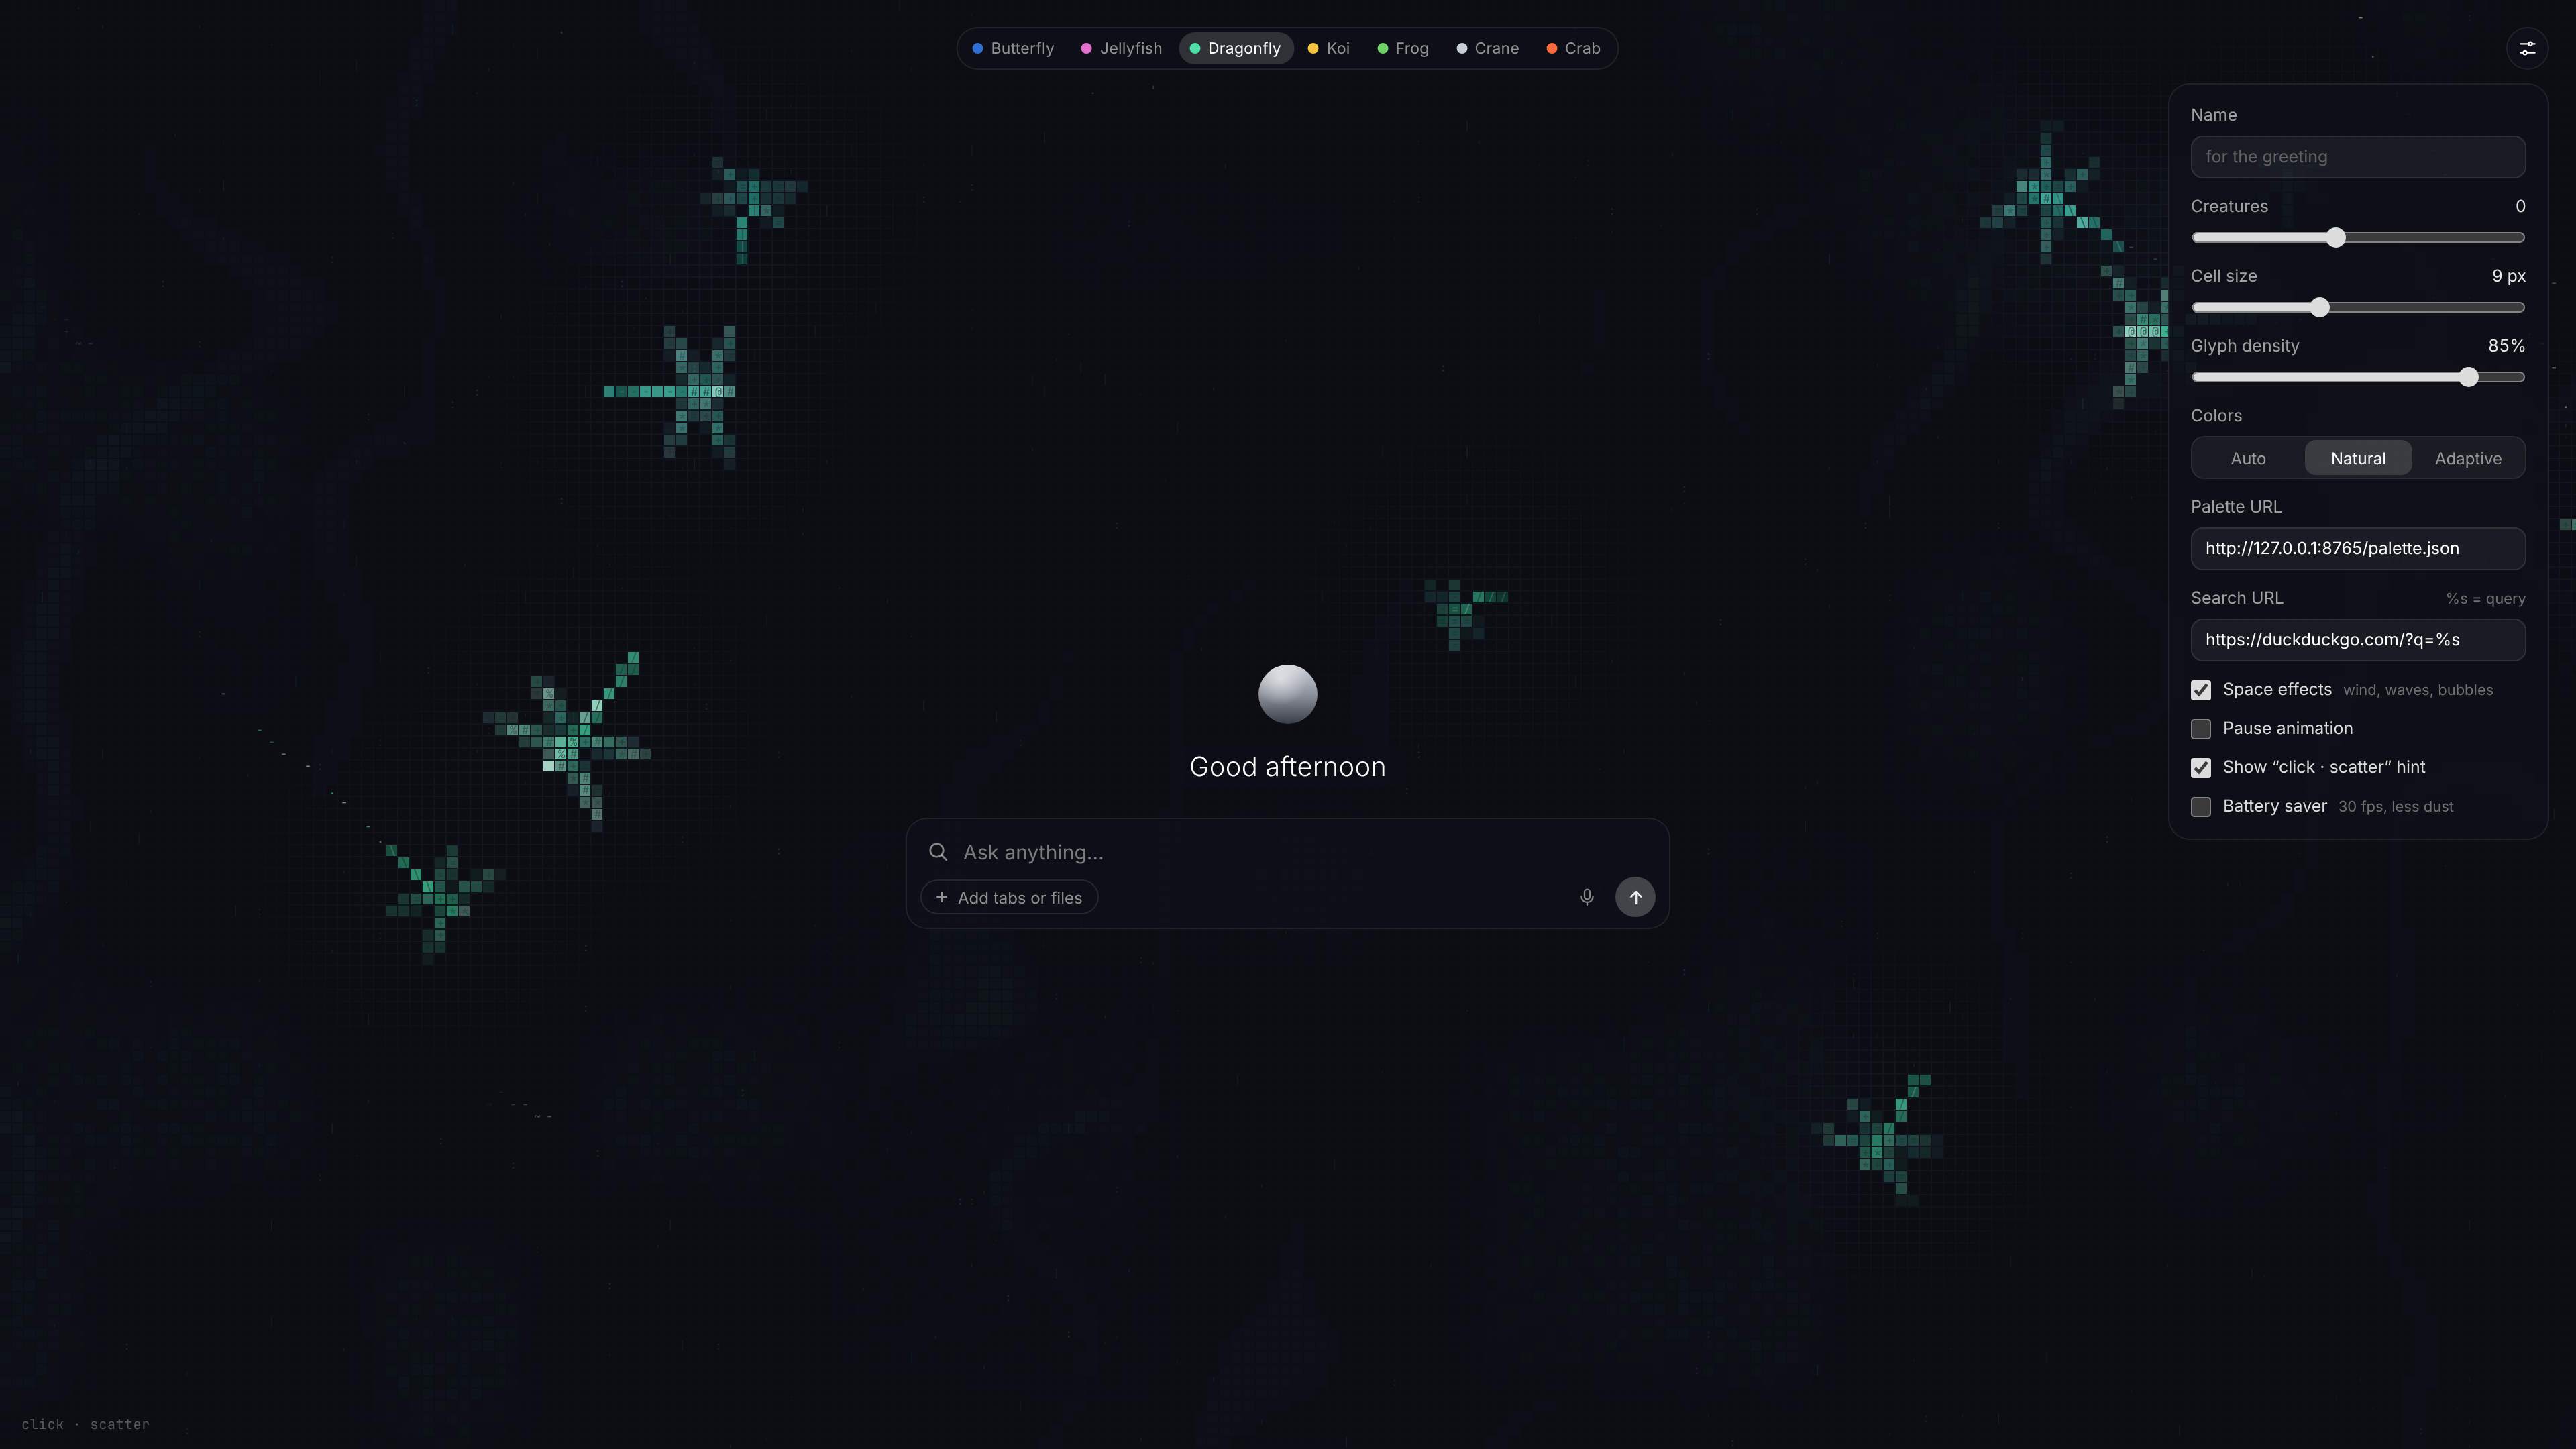 Butterfly Jellyfish Dragonfly Koi Frog Crane Crab
Name
for the greeting
Creatures 0
Cell size 9 px
Glyph density 85%
Colors
Auto Natural Adaptive
Palette URL
http://127.0.0.1:8765/palette.json
Search URL %s = query
https://duckduckgo.com/?q=%s
Space effects wind, waves, bubbles
Pause animation
Show “click · scatter” hint
Battery saver 30 fps, less dust
Good afternoon
Ask anything...
+ Add tabs or files
click · scatter